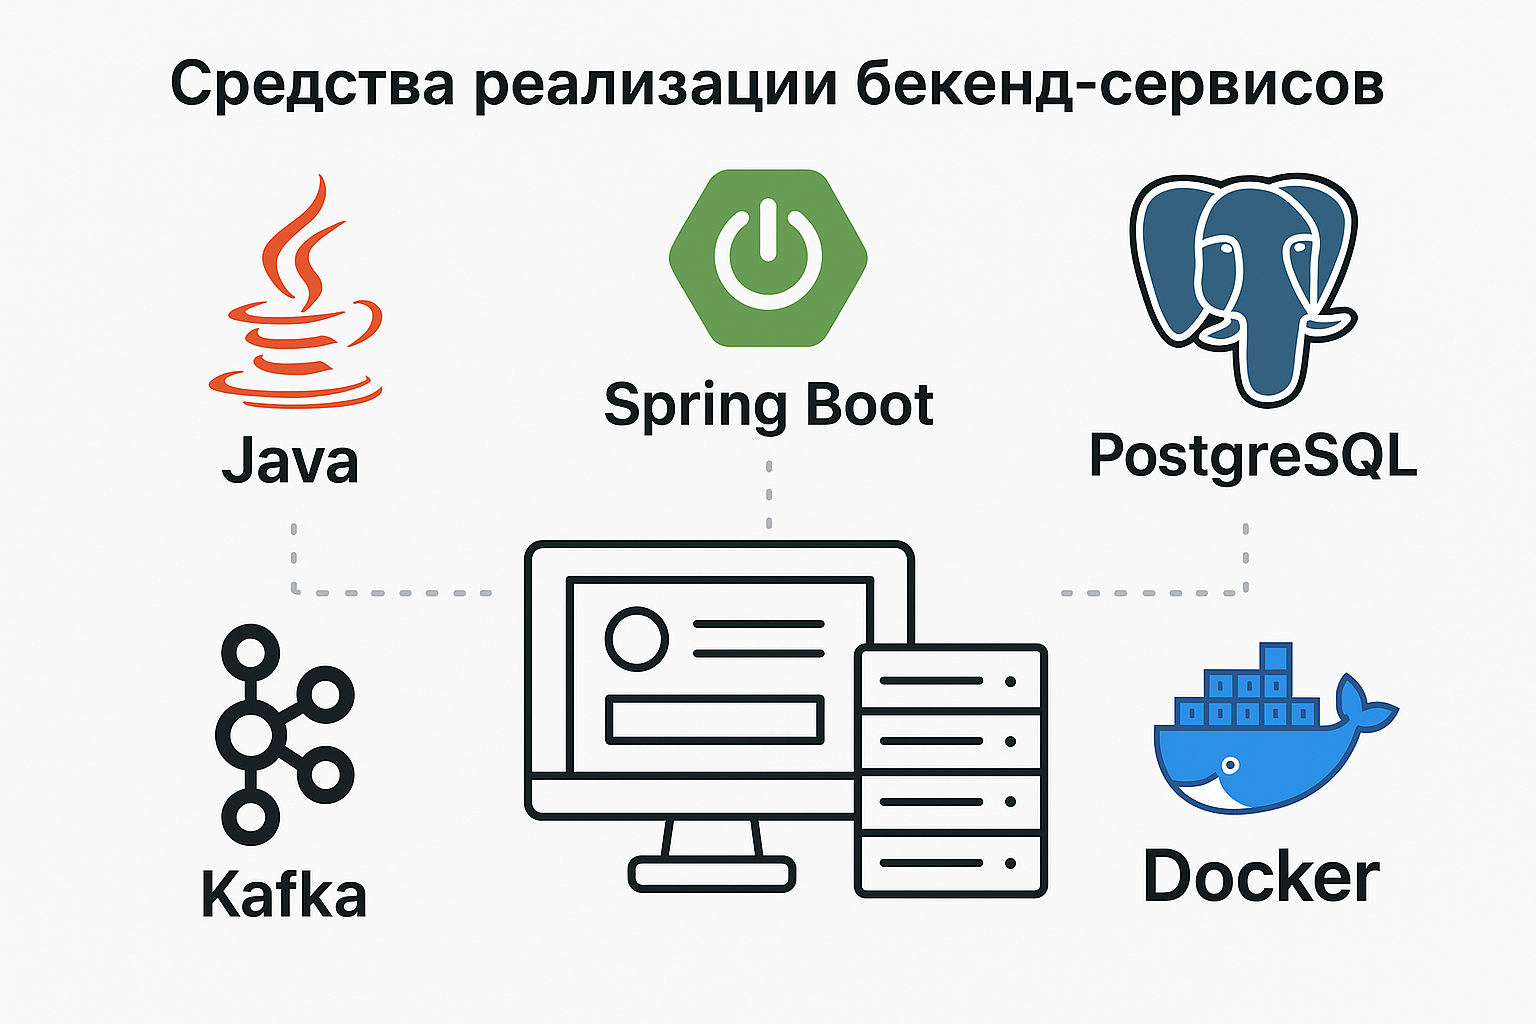 Средства реализации бекенд-сервисов
Java
Spring Boot
PostgreSQL
Kafka
Docker